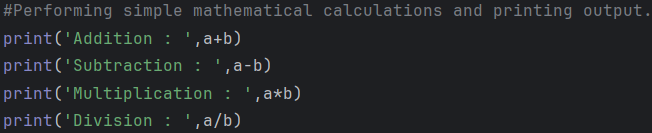 #Performing simple mathematical calculations and printing output.
print('Addition : ',a+b)
print('Subtraction : ',a-b)
print('Multiplication : ',a*b)
print('Division : ',a/b)